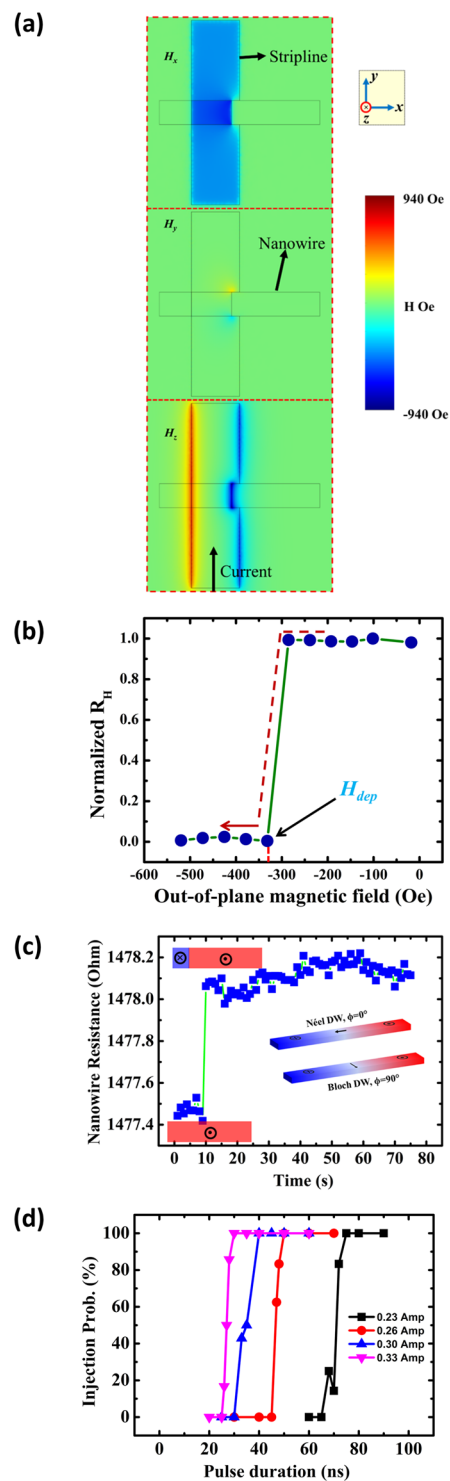 (a)
Hx
Stripline
y
x
z
940 Oe
Hy
Nanowire
H Oe
-940 Oe
Hz
Current
(b)
Normalized RH
1.0
0.8
0.6
0.4
0.2
0.0
Hdep
-600 -500 -400 -300 -200 -100 0
Out-of-plane magnetic field (Oe)
(c)
Nanowire Resistance (Ohm)
1478.2
1478.0
1477.8
1477.6
1477.4
Néel DW, ϕ=0°
Bloch DW, ϕ=90°
0 10 20 30 40 50 60 70 80
Time (s)
(d)
Injection Prob. (%)
100
80
60
40
20
0
0.23 Amp
0.26 Amp
0.30 Amp
0.33 Amp
0 20 40 60 80 100
Pulse duration (ns)